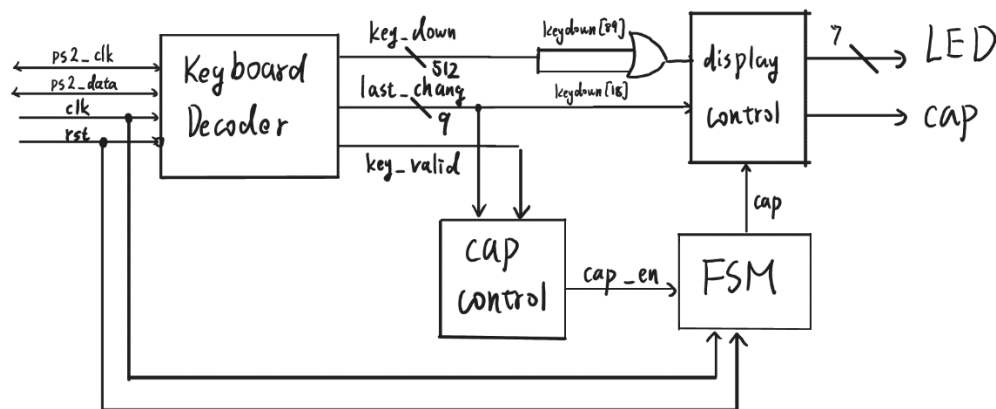 ps2_clk
ps2_data
clk
rst
Keyboard
Decoder
key_down
512
last_chang
9
key_valid
keydown[89]
keydown[18]
display
control
7
LED
cap
cap
control
cap_en
FSM
cap